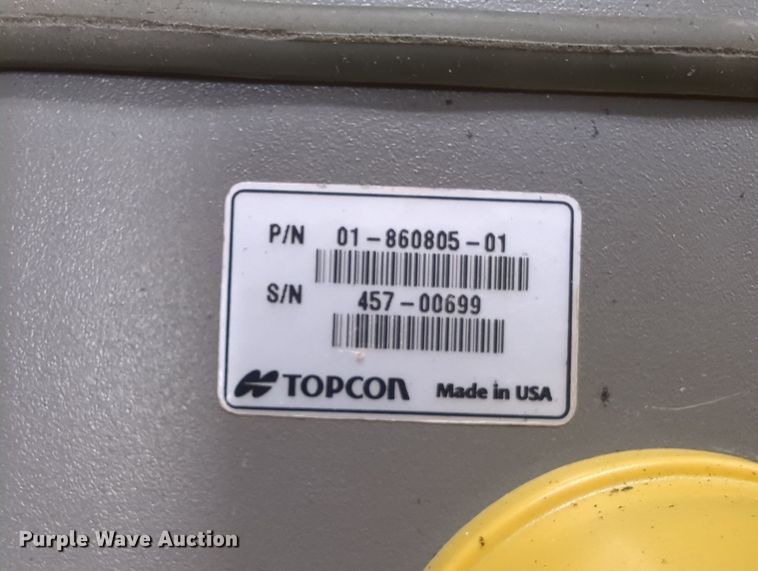 P/N 01-860805-01
S/N 457-00699
TOPCON Made in USA
Purple Wave Auction